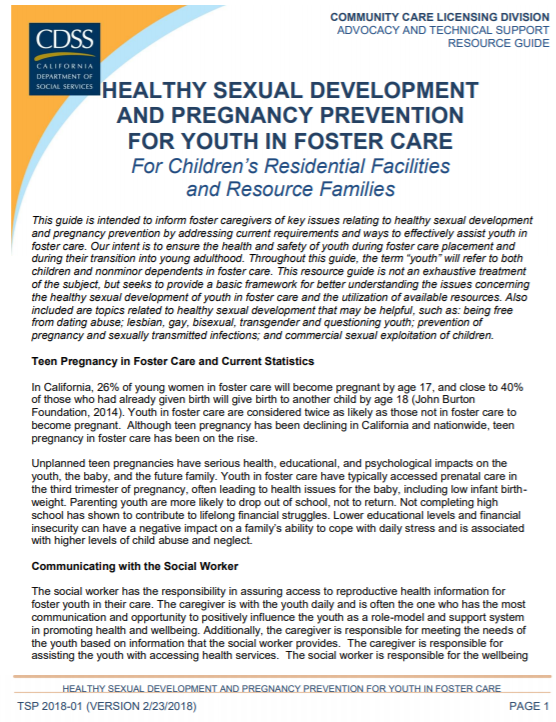 COMMUNITY CARE LICENSING DIVISION
ADVOCACY AND TECHNICAL SUPPORT
RESOURCE GUIDE
CDSS
CALIFORNIA
DEPARTMENT OF
SOCIAL SERVICES
HEALTHY SEXUAL DEVELOPMENT
AND PREGNANCY PREVENTION
FOR YOUTH IN FOSTER CARE
For Children's Residential Facilities
and Resource Families
This guide is intended to inform foster caregivers of key issues relating to healthy sexual development
and pregnancy prevention by addressing current requirements and ways to effectively assist youth in
foster care. Our intent is to ensure the health and safety of youth during foster care placement and
during their transition into young adulthood. Throughout this guide, the term "youth" will refer to both
children and nonminor dependents in foster care. This resource guide is not an exhaustive treatment
of the subject, but seeks to provide a basic framework for better understanding the issues concerning
the healthy sexual development of youth in foster care and the utilization of available resources. Also
included are topics related to healthy sexual development that may be helpful, such as: being free
from dating abuse; lesbian, gay, bisexual, transgender and questioning youth; prevention of
pregnancy and sexually transmitted infections; and commercial sexual exploitation of children.
Teen Pregnancy in Foster Care and Current Statistics
In California, 26% of young women in foster care will become pregnant by age 17, and close to 40%
of those who had already given birth will give birth to another child by age 18 (John Burton
Foundation, 2014). Youth in foster care are considered twice as likely as those not in foster care to
become pregnant. Although teen pregnancy has been declining in California and nationwide, teen
pregnancy in foster care has been on the rise.
Unplanned teen pregnancies have serious health, educational, and psychological impacts on the
youth, the baby, and the future family. Youth in foster care have typically accessed prenatal care in
the third trimester of pregnancy, often leading to health issues for the baby, including low infant birth-
weight. Parenting youth are more likely to drop out of school, not to return. Not completing high
school has shown to contribute to lifelong financial struggles. Lower educational levels and financial
insecurity can have a negative impact on a family's ability to cope with daily stress and is associated
with higher levels of child abuse and neglect.
Communicating with the Social Worker
The social worker has the responsibility in assuring access to reproductive health information for
foster youth in their care. The caregiver is with the youth daily and is often the one who has the most
communication and opportunity to positively influence the youth as a role-model and support system
in promoting health and wellbeing. Additionally, the caregiver is responsible for meeting the needs of
the youth based on information that the social worker provides. The caregiver is responsible for
assisting the youth with accessing health services. The social worker is responsible for the wellbeing
HEALTHY SEXUAL DEVELOPMENT AND PREGNANCY PREVENTION FOR YOUTH IN FOSTER CARE
TSP 2018-01 (VERSION 2/23/2018) PAGE 1